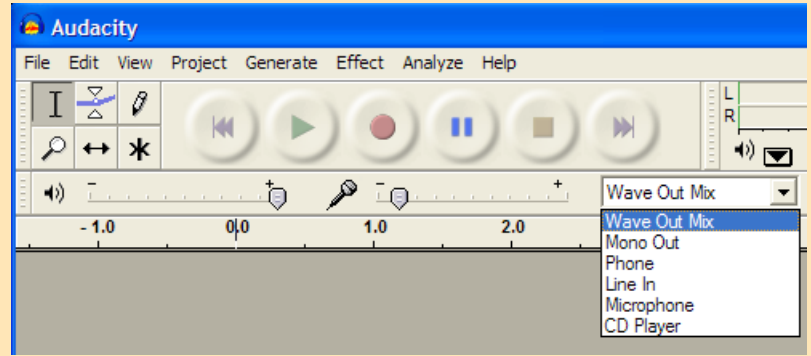 Audacity
File Edit View Project Generate Effect Analyze Help
L
R
Wave Out Mix
- 1.0 0,0 1.0 2.0
Wave Out Mix
Mono Out
Phone
Line In
Microphone
CD Player